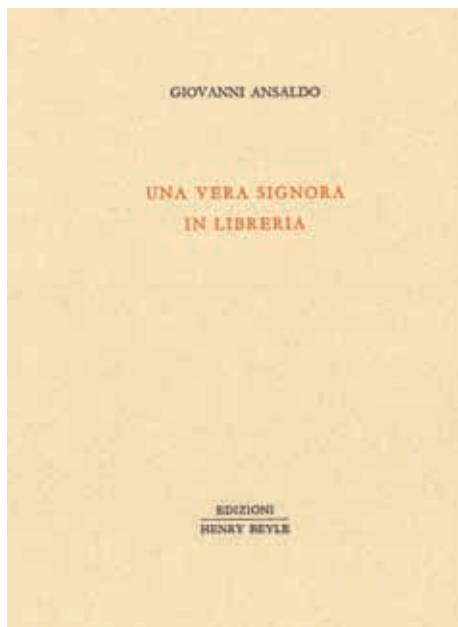 GIOVANNI ANSALDO
UNA VERA SIGNORA
IN LIBRERIA
EDIZIONI
HENRY BEYLE